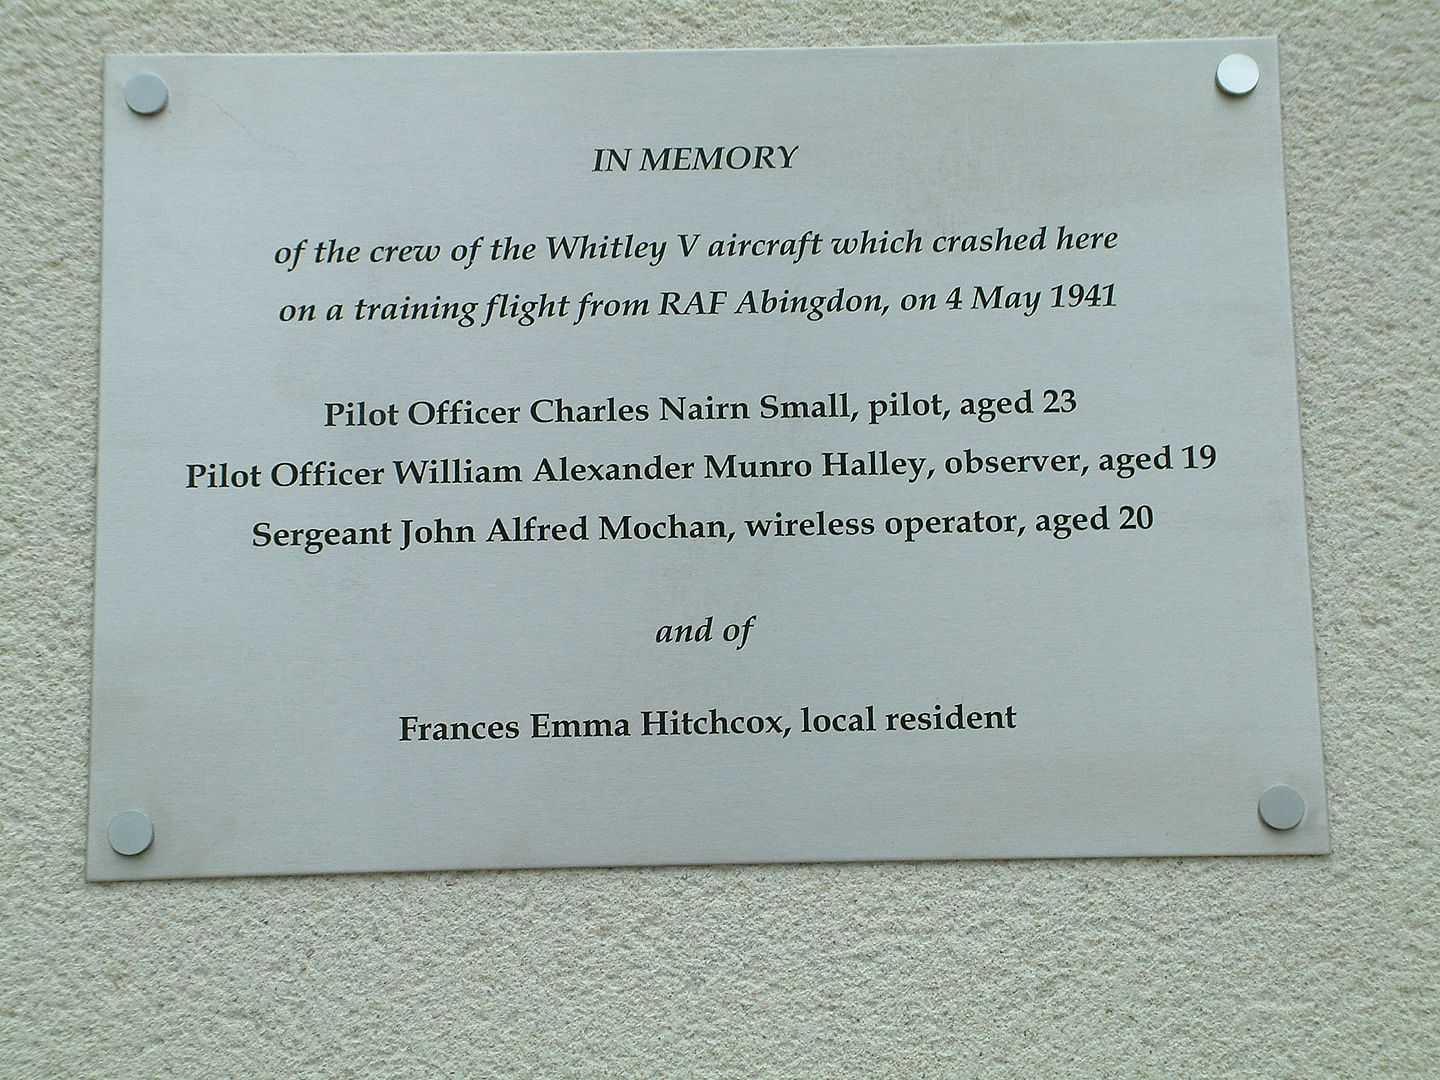 IN MEMORY
of the crew of the Whitley V aircraft which crashed here
on a training flight from RAF Abingdon, on 4 May 1941
Pilot Officer Charles Nairn Small, pilot, aged 23
Pilot Officer William Alexander Munro Halley, observer, aged 19
Sergeant John Alfred Mochan, wireless operator, aged 20
and of
Frances Emma Hitchcox, local resident